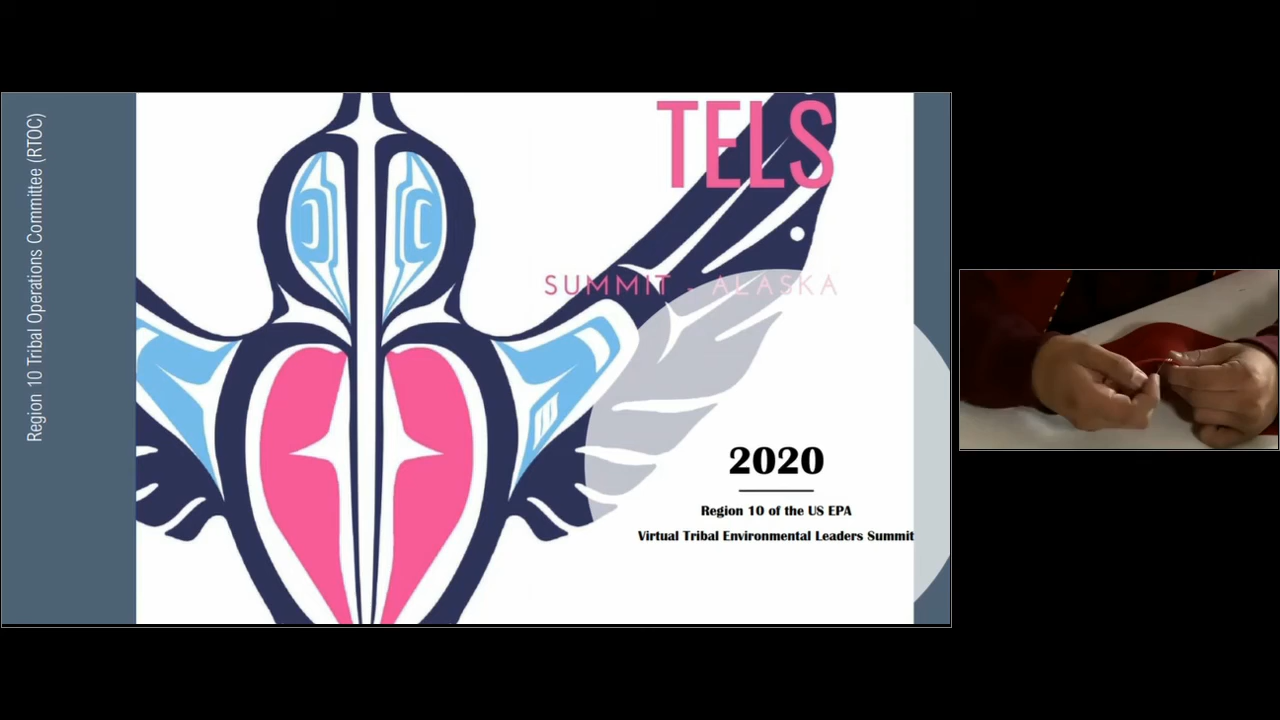 Region 10 Tribal Operations Committee (RTOC)
TELS
SUMMIT - ALASKA
2020
Region 10 of the US EPA
Virtual Tribal Environmental Leaders Summit